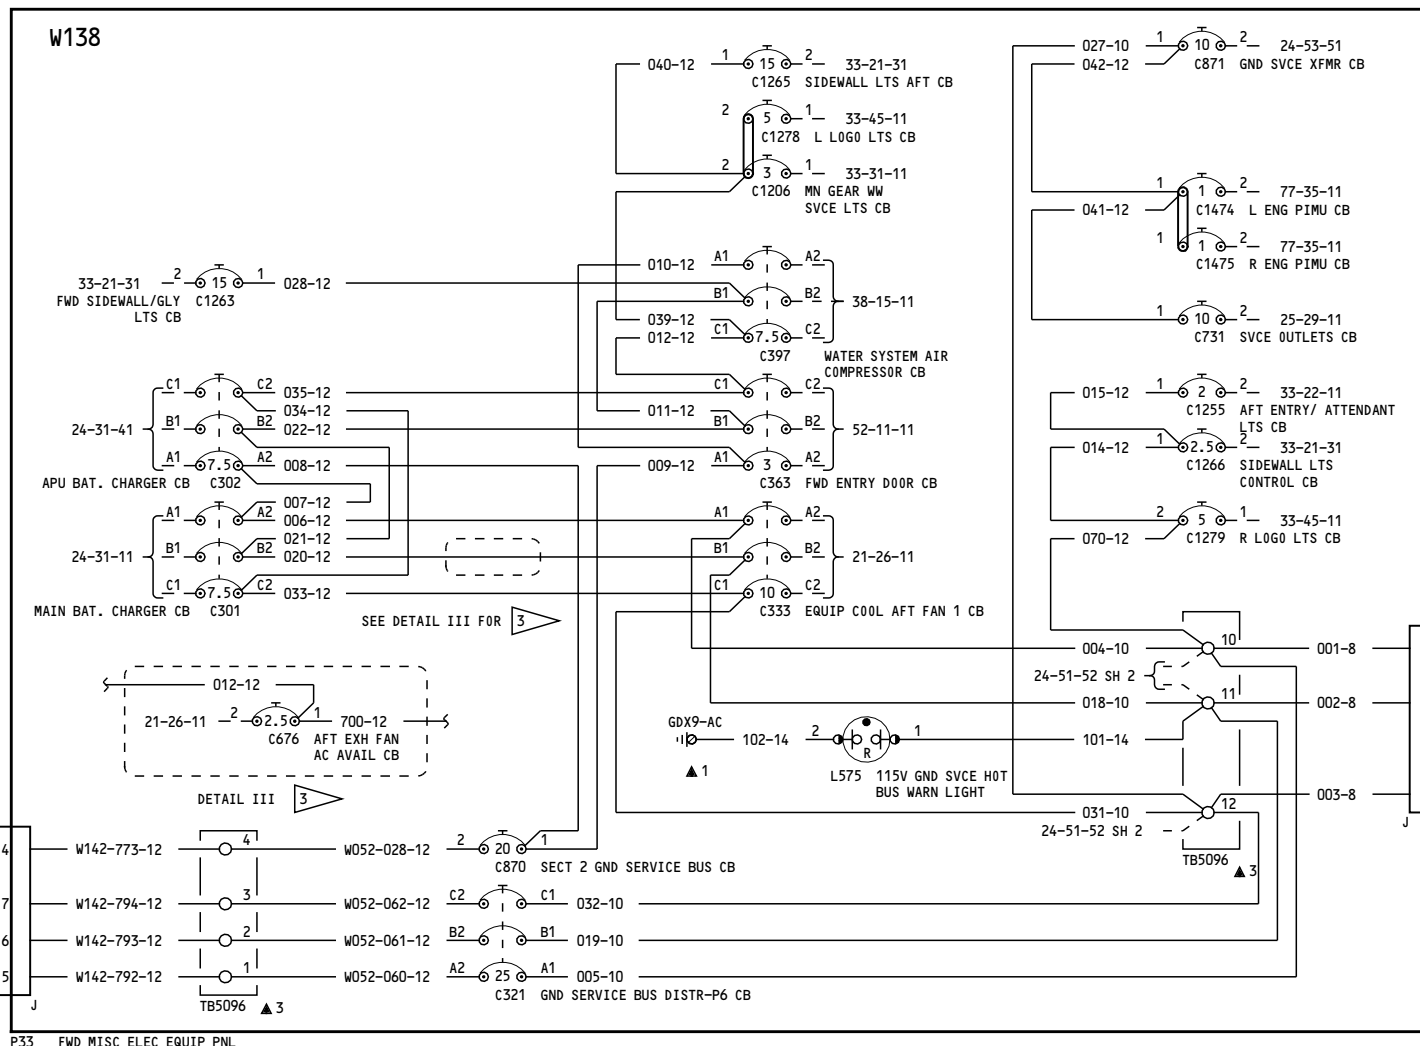 W138
040-12 1 15 2 33-21-31
C1265 SIDEWALL LTS AFT CB
2 5 1 33-45-11
C1278 L LOGO LTS CB
2 3 1 33-31-11
C1206 MN GEAR WW
SVCE LTS CB
027-10 1 10 2 24-53-51
042-12 C871 GND SVCE XFMR CB
1 1 2 77-35-11
041-12 C1474 L ENG PIMU CB
1 1 2 77-35-11
C1475 R ENG PIMU CB
1 10 2 25-29-11
C731 SVCE OUTLETS CB
33-21-31 2 15 1 028-12
FWD SIDEWALL/GLY C1263
LTS CB
010-12 A1 A2
B1 B2 38-15-11
039-12
012-12 C1 7.5 C2
C397 WATER SYSTEM AIR
COMPRESSOR CB
C1 C2 035-12
034-12
24-31-41 B1 B2 022-12
A1 7.5 A2 008-12
APU BAT. CHARGER CB C302
C1 C2
011-12 B1 B2 52-11-11
009-12 A1 3 A2
C363 FWD ENTRY DOOR CB
015-12 1 2 2 33-22-11
C1255 AFT ENTRY/ ATTENDANT
LTS CB
014-12 1 2.5 2 33-21-31
C1266 SIDEWALL LTS
CONTROL CB
2 5 1 33-45-11
070-12 C1279 R LOGO LTS CB
007-12
A1 A2 006-12
021-12
24-31-11 B1 B2 020-12
C1 7.5 C2 033-12
MAIN BAT. CHARGER CB C301
A1 A2
B1 B2 21-26-11
C1 10 C2
C333 EQUIP COOL AFT FAN 1 CB
SEE DETAIL III FOR 3
012-12
21-26-11 2 2.5 1 700-12
C676 AFT EXH FAN
AC AVAIL CB
DETAIL III 3
004-10 10 001-8
24-51-52 SH 2
018-10 11 002-8
GDX9-AC
102-14 2 R 1 101-14
1
L575 115V GND SVCE HOT
BUS WARN LIGHT
003-8
031-10 12
24-51-52 SH 2
J
TB5096
3
4 W142-773-12 4 W052-028-12 2 20 1
C870 SECT 2 GND SERVICE BUS CB
7 W142-794-12 3 W052-062-12 C2 C1 032-10
6 W142-793-12 2 W052-061-12 B2 B1 019-10
5 W142-792-12 1 W052-060-12 A2 25 A1 005-10
C321 GND SERVICE BUS DISTR-P6 CB
J TB5096 3
P33 FWD MISC ELEC EQUIP PNL